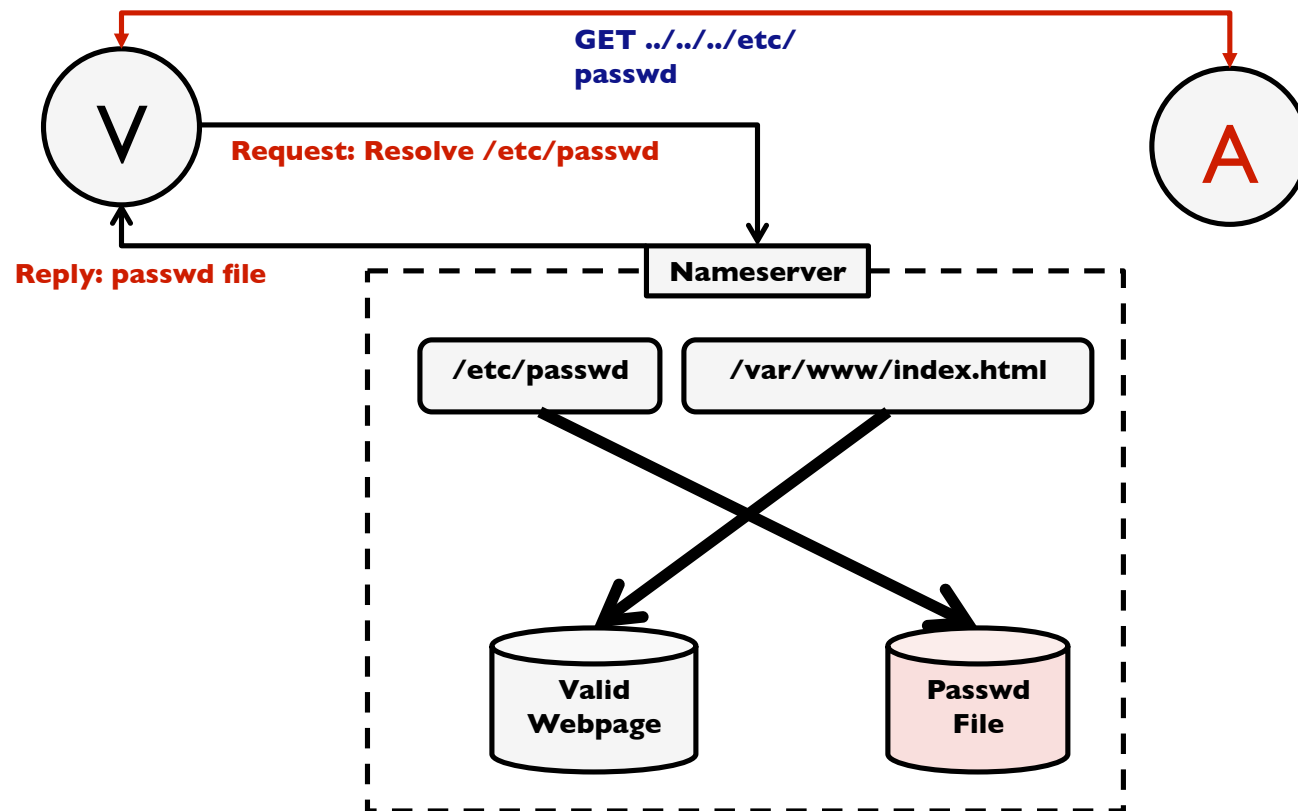 GET ../../../etc/
passwd
V
A
Request: Resolve /etc/passwd
Reply: passwd file
Nameserver
/etc/passwd
/var/www/index.html
Valid
Webpage
Passwd
File